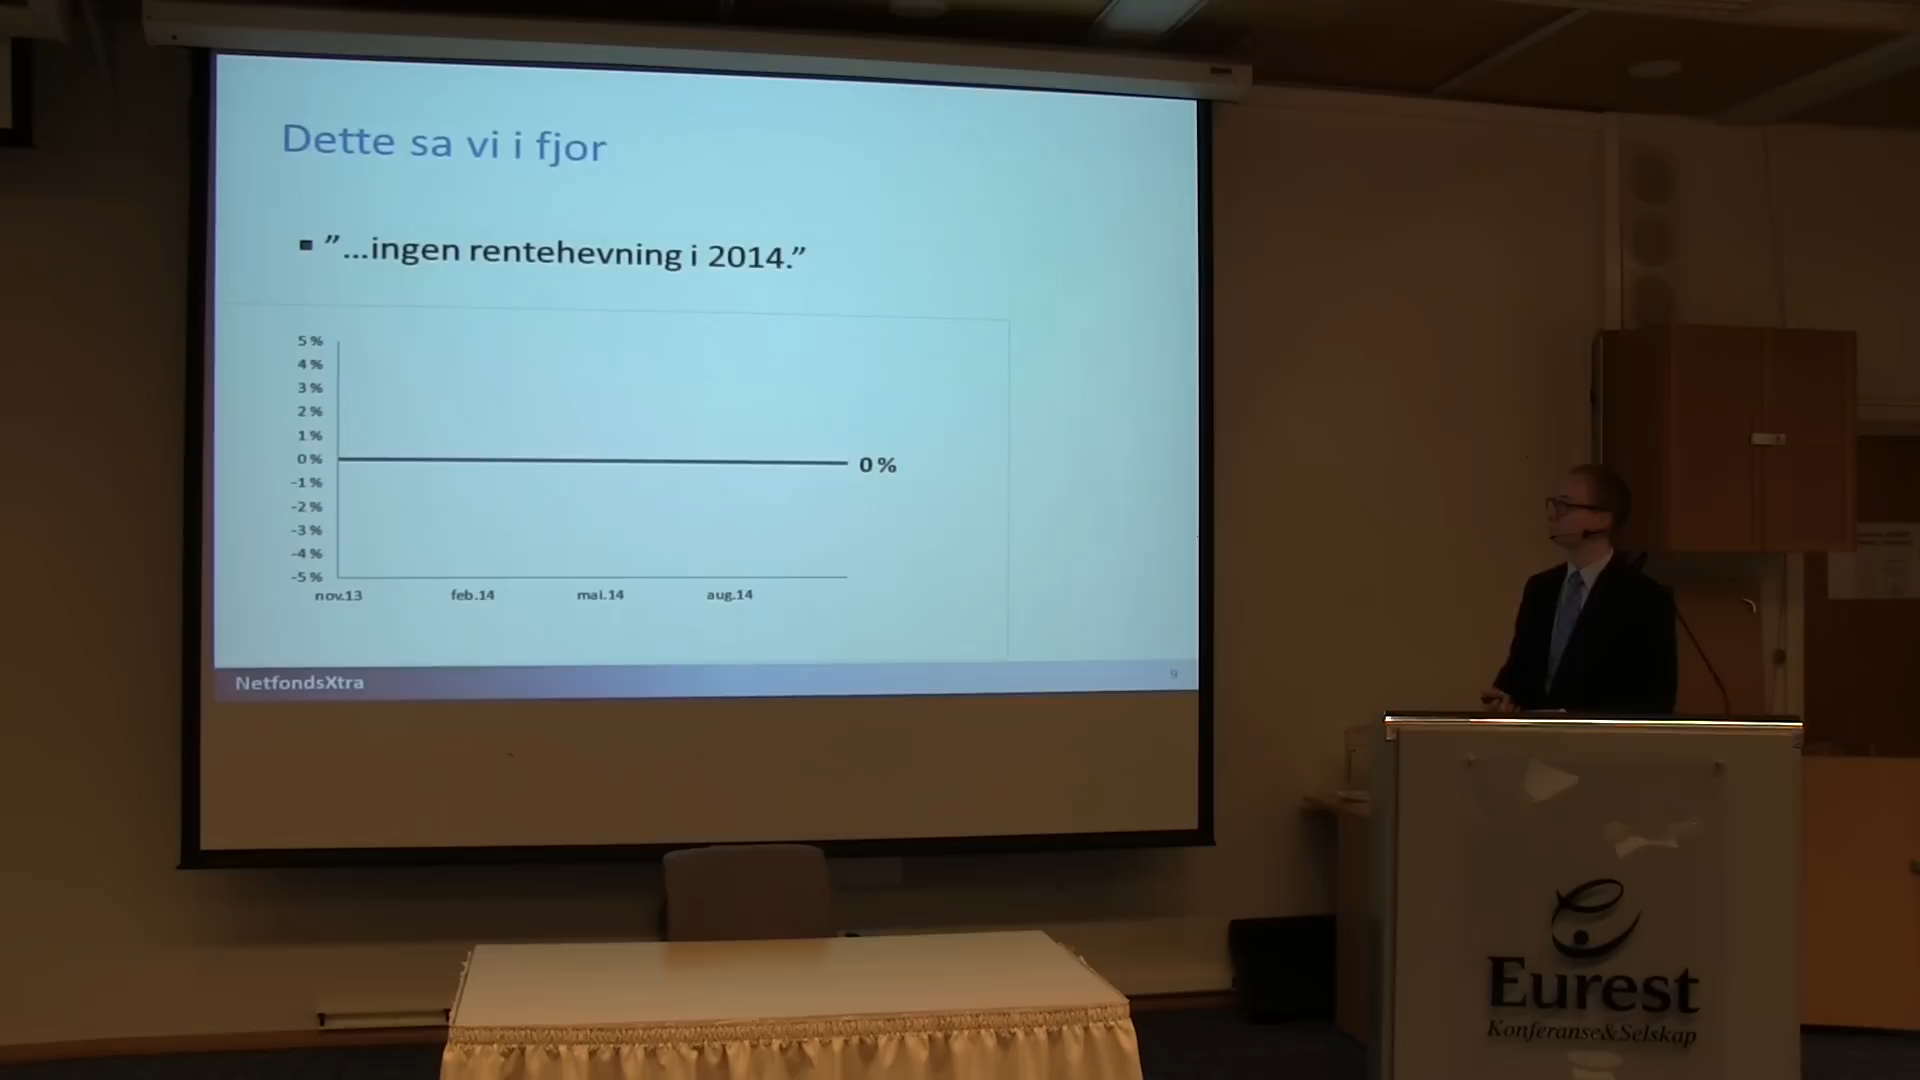 Dette sa vi i fjor
▪ ”...ingen rentehevning i 2014.”
5 %
4 %
3 %
2 %
1 %
0 %
-1 %
-2 %
-3 %
-4 %
-5 %
0 %
nov.13 feb.14 mai.14 aug.14
NetfondsXtra
9
Eurest
Konferanse&Selskap